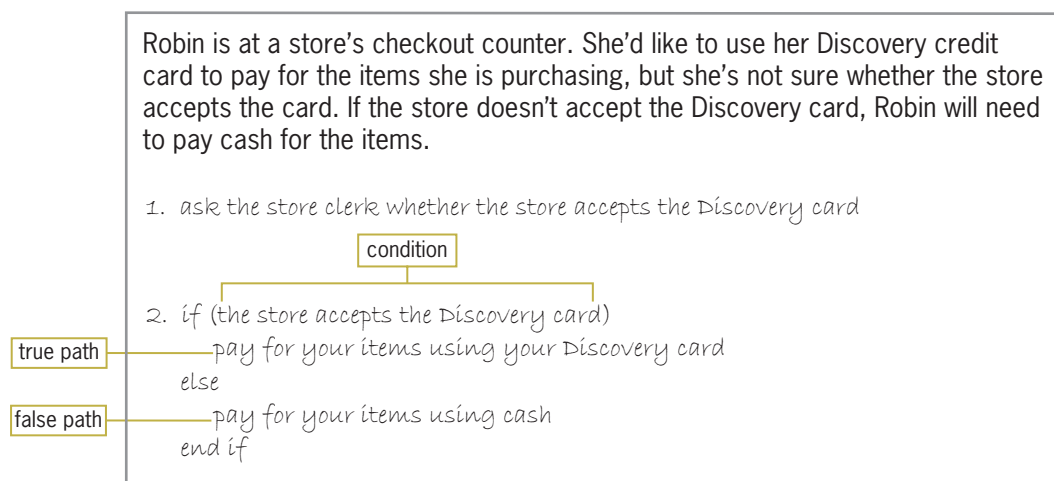 Robin is at a store's checkout counter. She'd like to use her Discovery credit
card to pay for the items she is purchasing, but she's not sure whether the store
accepts the card. If the store doesn't accept the Discovery card, Robin will need
to pay cash for the items.
1. ask the store clerk whether the store accepts the Discovery card
condition
2. if (the store accepts the Discovery card)
true path
pay for your items using your Discovery card
else
false path
pay for your items using cash
end if